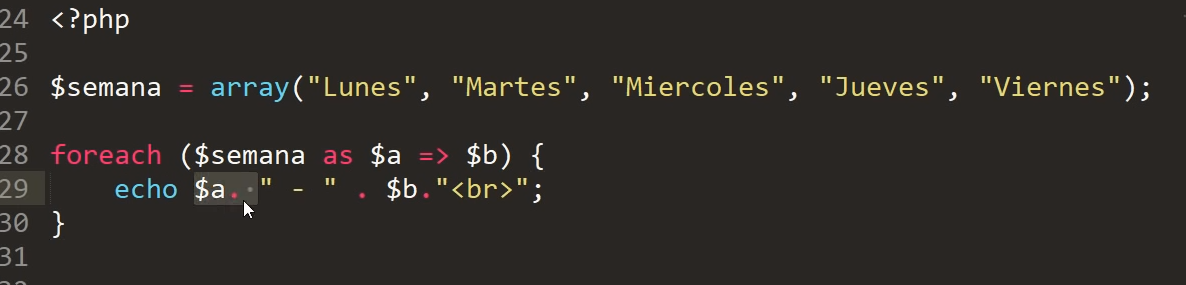 24 <?php
25
26 $semana = array("Lunes", "Martes", "Miercoles", "Jueves", "Viernes");
27
28 foreach ($semana as $a => $b) {
29     echo $a. " - " . $b."<br>";
30 }
31